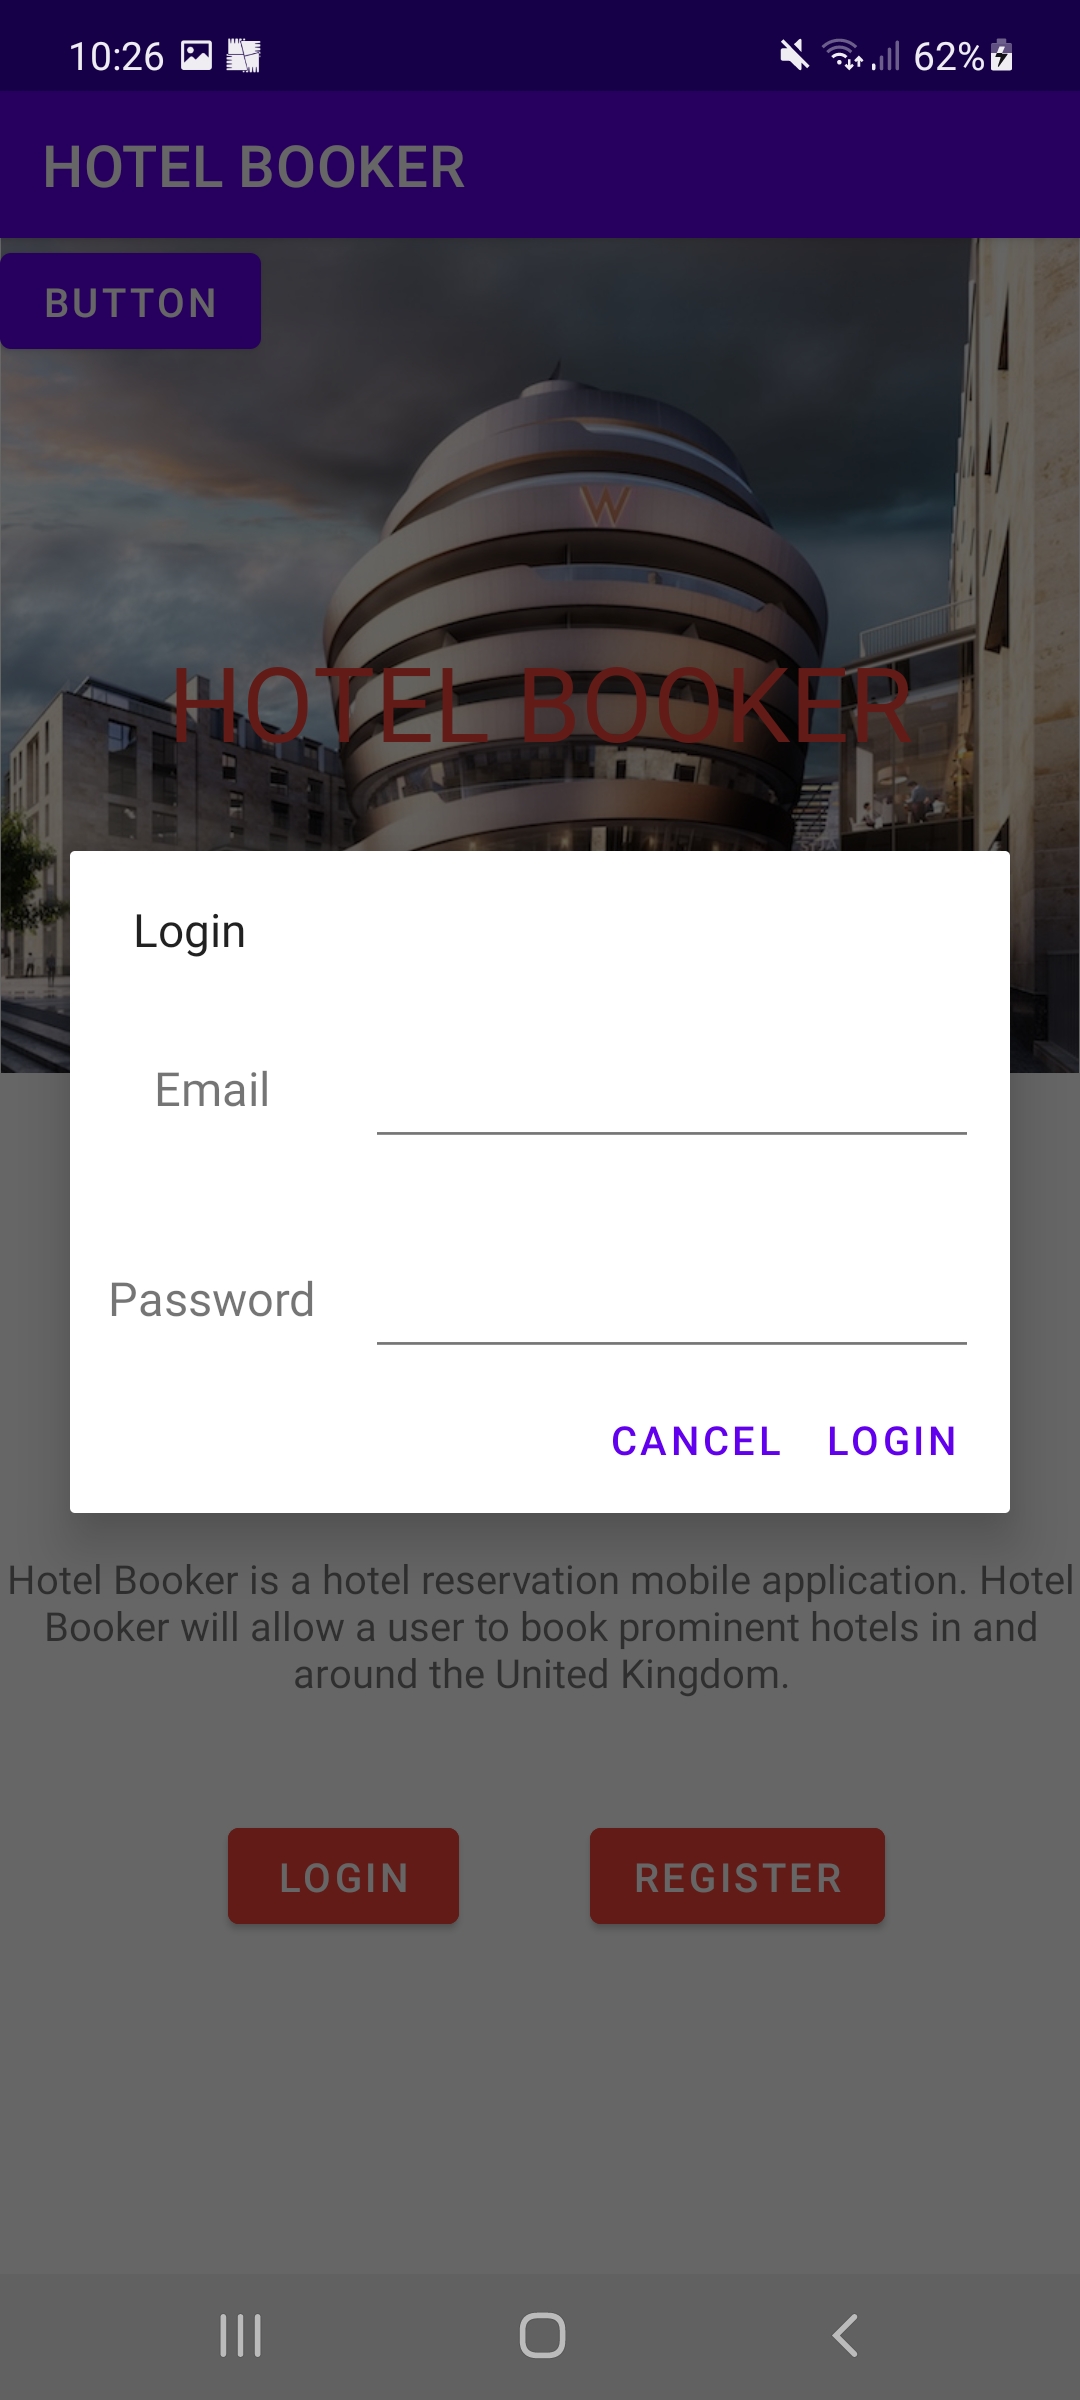 10:26
62%
HOTEL BOOKER
BUTTON
W
HOTEL BOOKER
Login
Email
Password
CANCEL LOGIN
Hotel Booker is a hotel reservation mobile application. Hotel
Booker will allow a user to book prominent hotels in and
around the United Kingdom.
LOGIN REGISTER